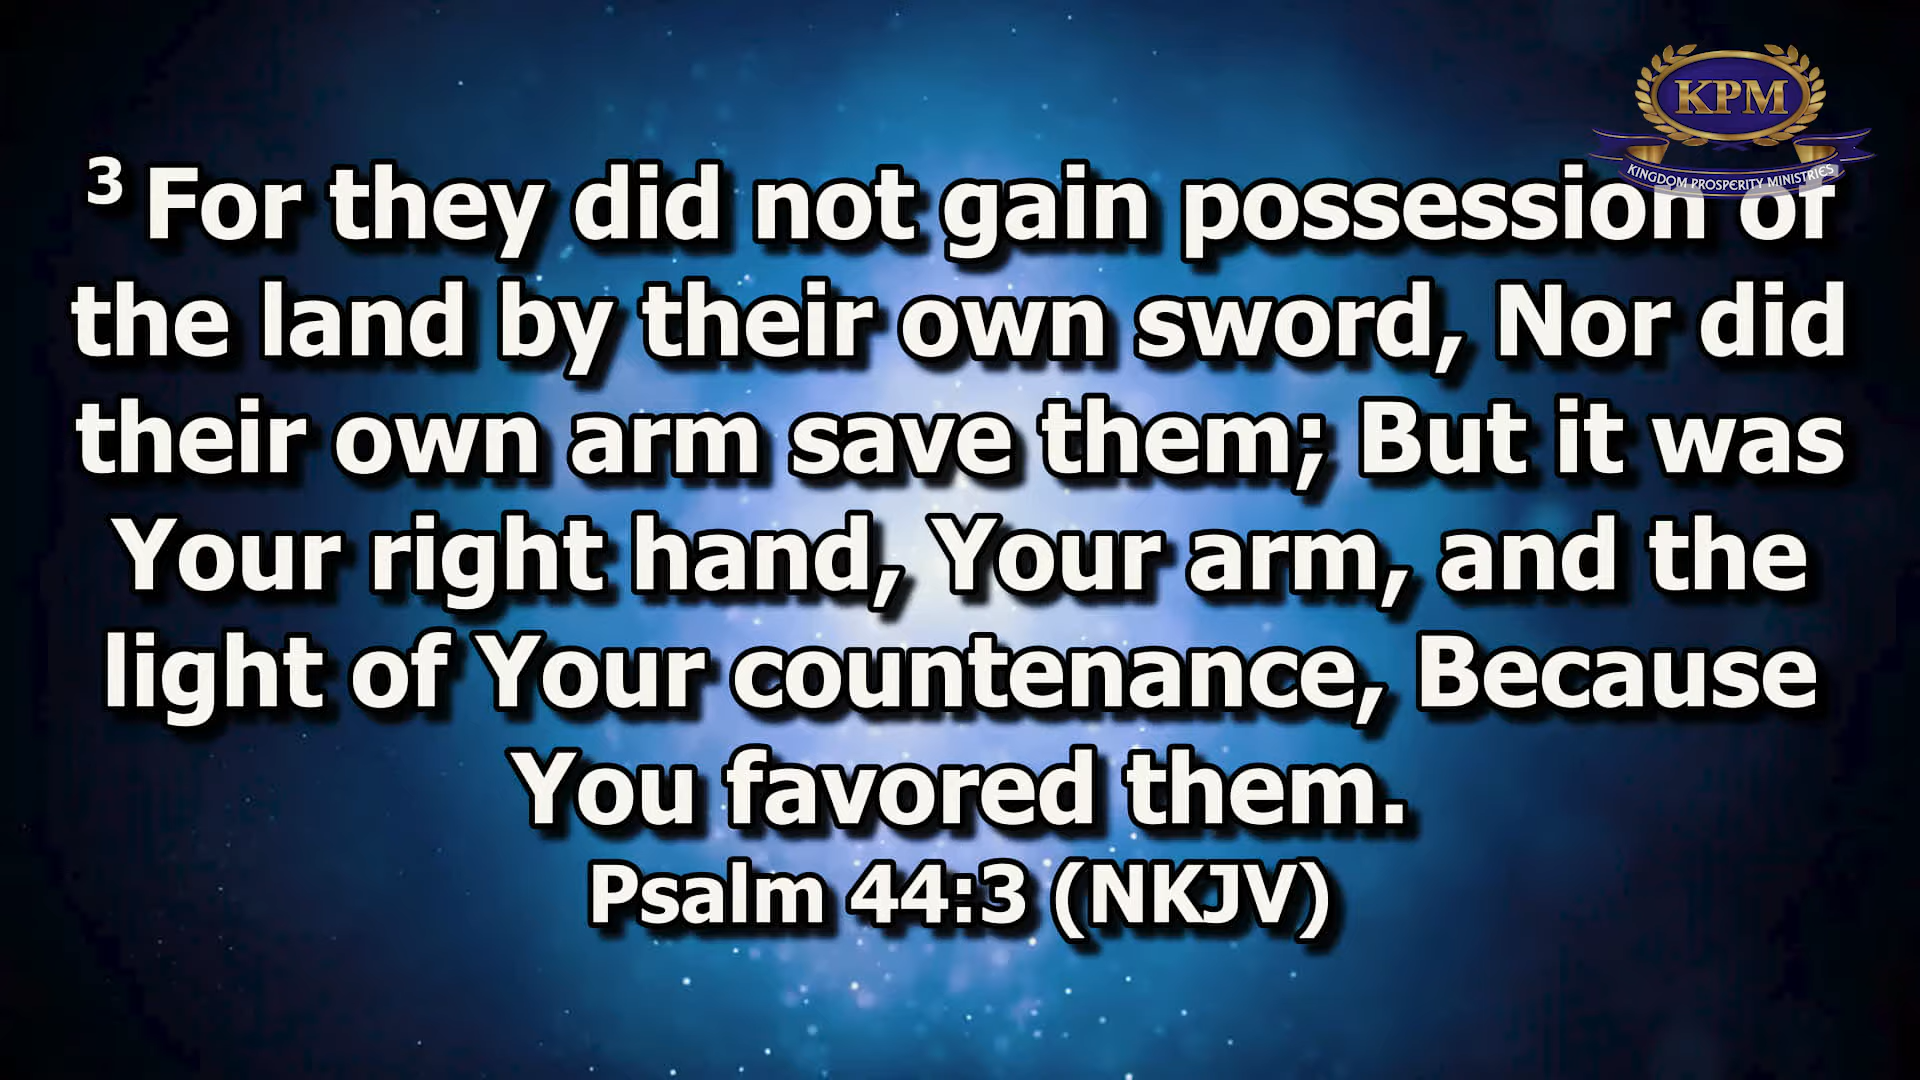 KPM
KINGDOM PROSPERITY MINISTRIES
3 For they did not gain possession of
the land by their own sword, Nor did
their own arm save them; But it was
Your right hand, Your arm, and the
light of Your countenance, Because
You favored them.
Psalm 44:3 (NKJV)